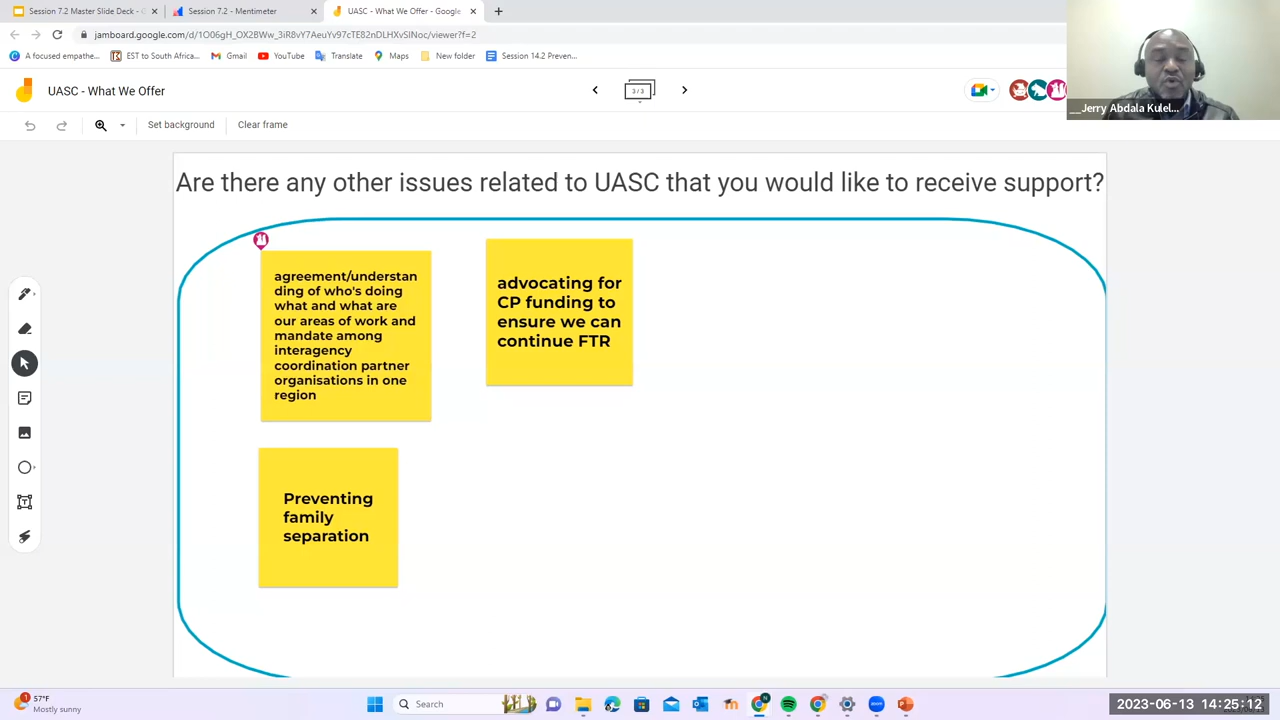 Session 7.2 Master Slide Deck -
Session 7.2 - Mentimeter
UASC - What We Offer - Google
jamboard.google.com/d/1O06gH_OX2BWw_3iR8vY7AeuYv97cTE82nDLHXvSlNoc/viewer?f=2
A focused empathe...
EST to South Africa...
Gmail
YouTube
Translate
Maps
New folder
Session 14.2 Preven...
UASC - What We Offer
3 / 3
__Jerry Abdala Kulel...
Set background
Clear frame
Are there any other issues related to UASC that you would like to receive support?
agreement/understan
ding of who's doing
what and what are
our areas of work and
mandate among
interagency
coordination partner
organisations in one
region
advocating for
CP funding to
ensure we can
continue FTR
Preventing
family
separation
1
57°F
Mostly sunny
Search
2023-06-13 14:25:12